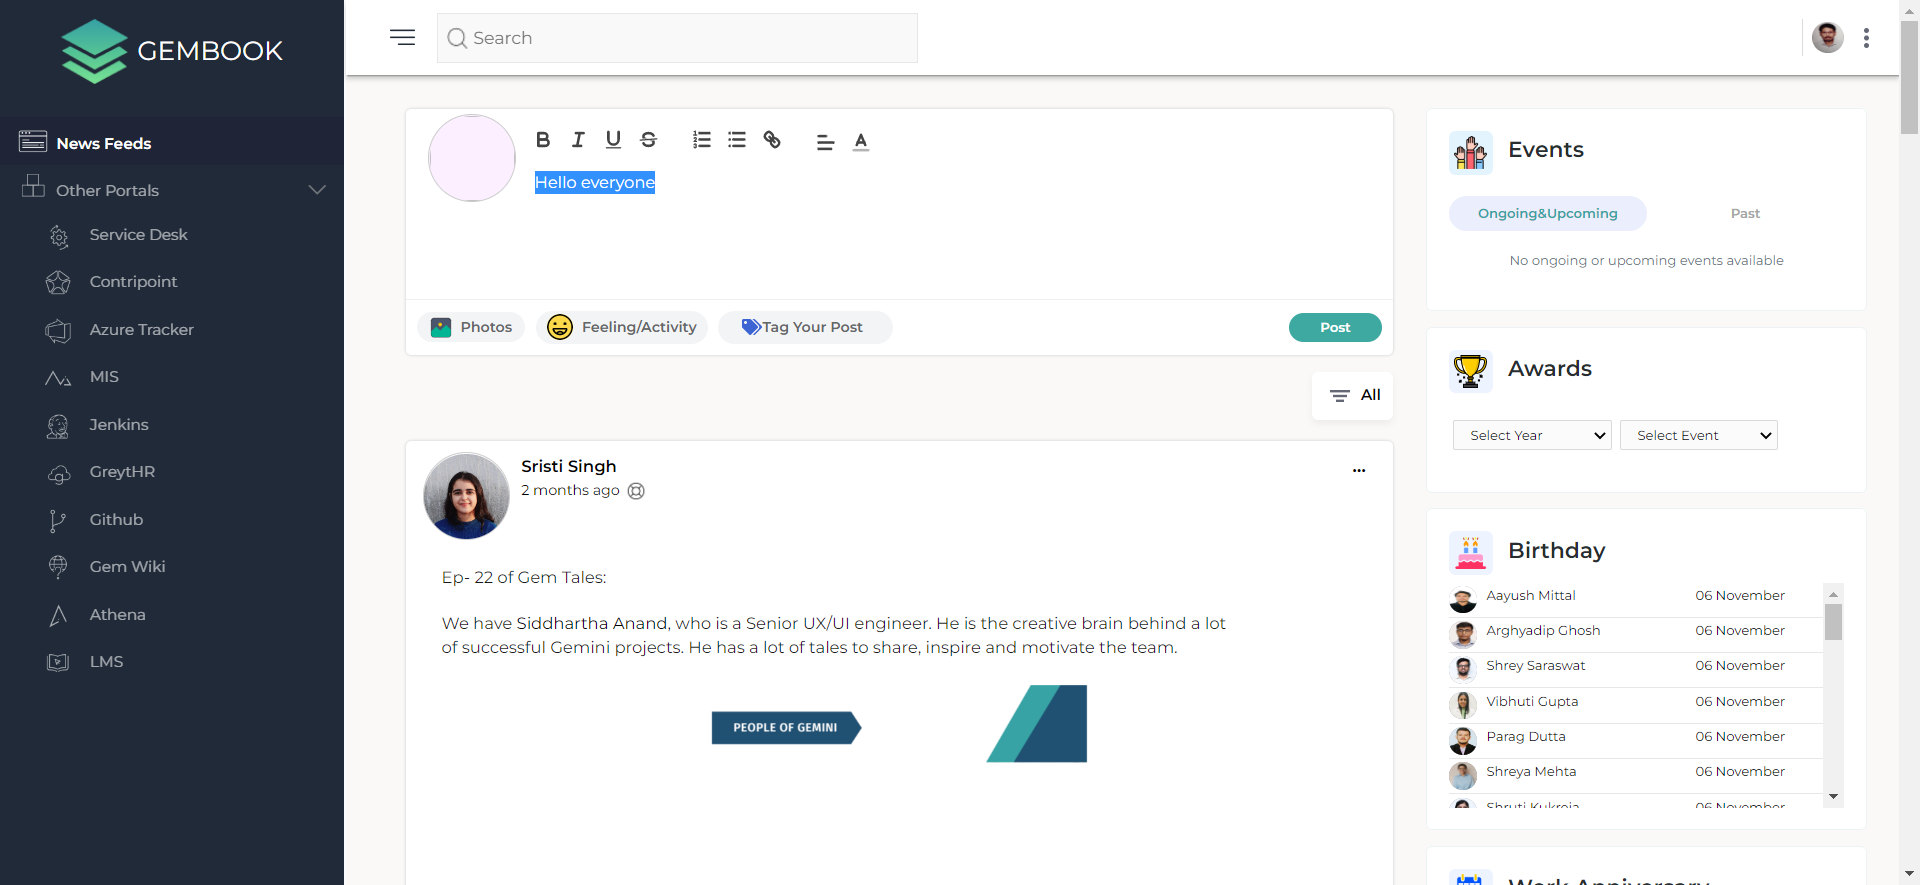 GEMBOOK
News Feeds
Other Portals
Service Desk
Contripoint
Azure Tracker
MIS
Jenkins
GreytHR
Github
Gem Wiki
Athena
LMS
Search
B I U S A
Hello everyone
Photos Feeling/Activity Tag Your Post Post
All
Sristi Singh
2 months ago
Ep- 22 of Gem Tales:
We have Siddhartha Anand, who is a Senior UX/UI engineer. He is the creative brain behind a lot
of successful Gemini projects. He has a lot of tales to share, inspire and motivate the team.
PEOPLE OF GEMINI
Events
Ongoing&Upcoming Past
No ongoing or upcoming events available
Awards
Select Year Select Event
Birthday
Aayush Mittal 06 November
Arghyadip Ghosh 06 November
Shrey Saraswat 06 November
Vibhuti Gupta 06 November
Parag Dutta 06 November
Shreya Mehta 06 November
Shruti Kukreja 06 November
Work Anniversary